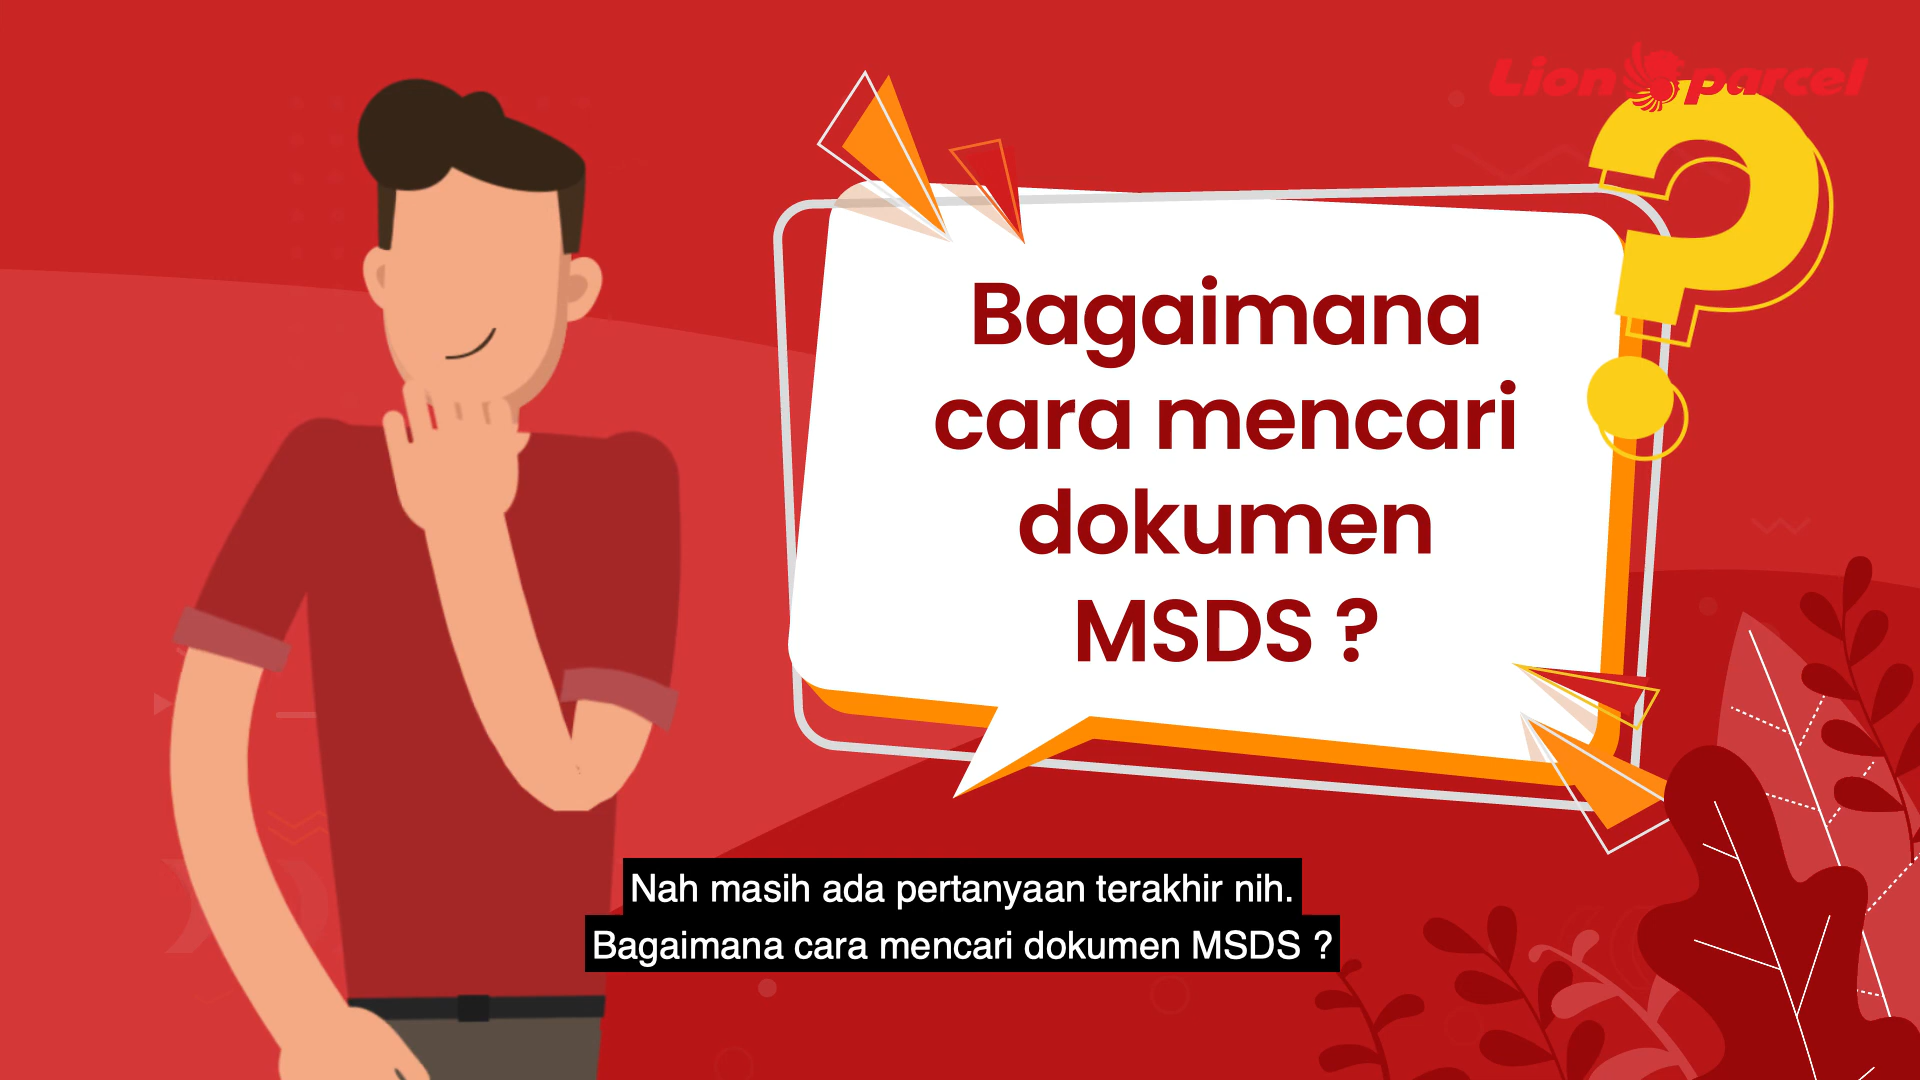 Lion parcel
Bagaimana
cara mencari
dokumen
MSDS ?
Nah masih ada pertanyaan terakhir nih.
Bagaimana cara mencari dokumen MSDS ?